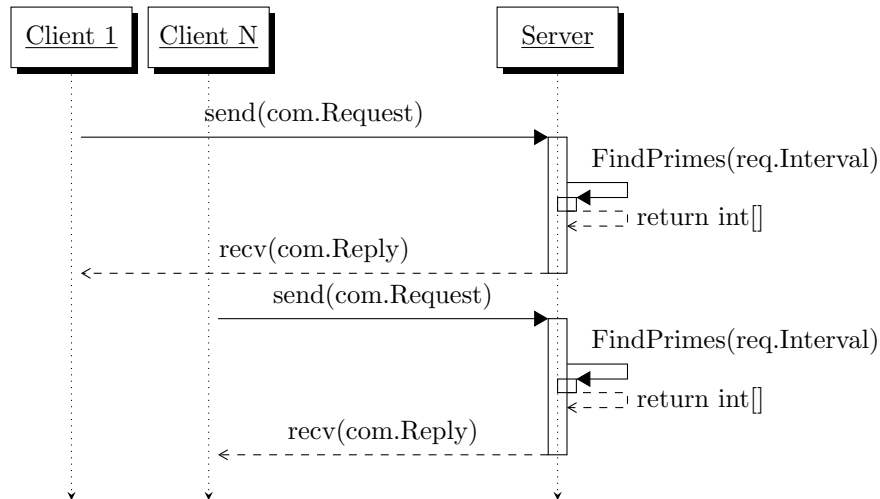 Client 1
Client N
Server
send(com.Request)
FindPrimes(req.Interval)
return int[]
recv(com.Reply)
send(com.Request)
FindPrimes(req.Interval)
return int[]
recv(com.Reply)